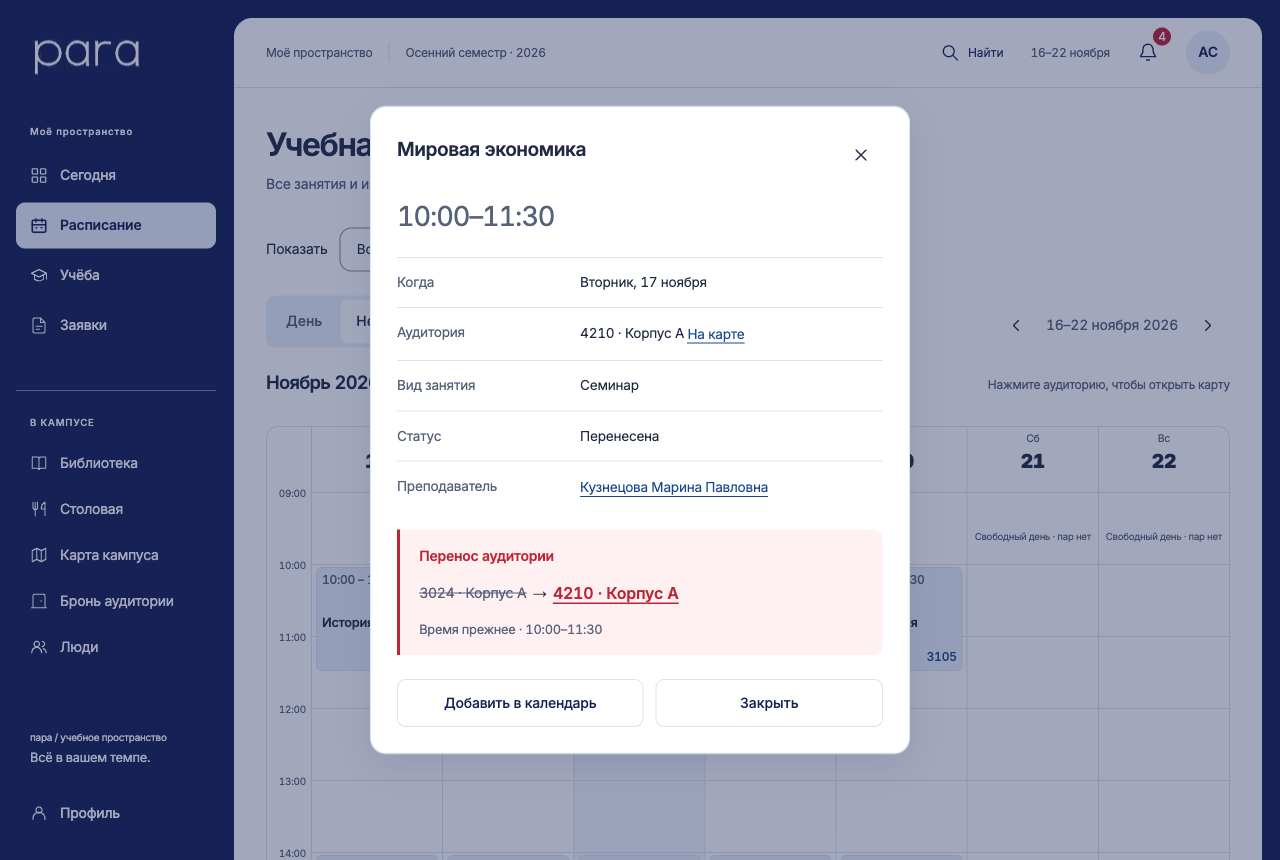 para
Моё пространство
Сегодня
Расписание
Учёба
Заявки
В КАМПУСЕ
Библиотека
Столовая
Карта кампуса
Бронь аудитории
Люди
пара / учебное пространство
Всё в вашем темпе.
Профиль
Моё пространство
Осенний семестр · 2026
Найти
16–22 ноября
4
АС
Все занятия и
Показать
День
16–22 ноября 2026
Ноябрь 202
Нажмите аудиторию, чтобы открыть карту
Сб
21
Вс
22
09:00
Свободный день · пар нет
Свободный день · пар нет
10:00
10:00 –
30
История
11:00
3105
12:00
13:00
14:00
Мировая экономика
10:00–11:30
Когда
Вторник, 17 ноября
Аудитория
4210 · Корпус А На карте
Вид занятия
Семинар
Статус
Перенесена
Преподаватель
Кузнецова Марина Павловна
Перенос аудитории
3024 · Корпус А → 4210 · Корпус А
Время прежнее · 10:00–11:30
Добавить в календарь
Закрыть